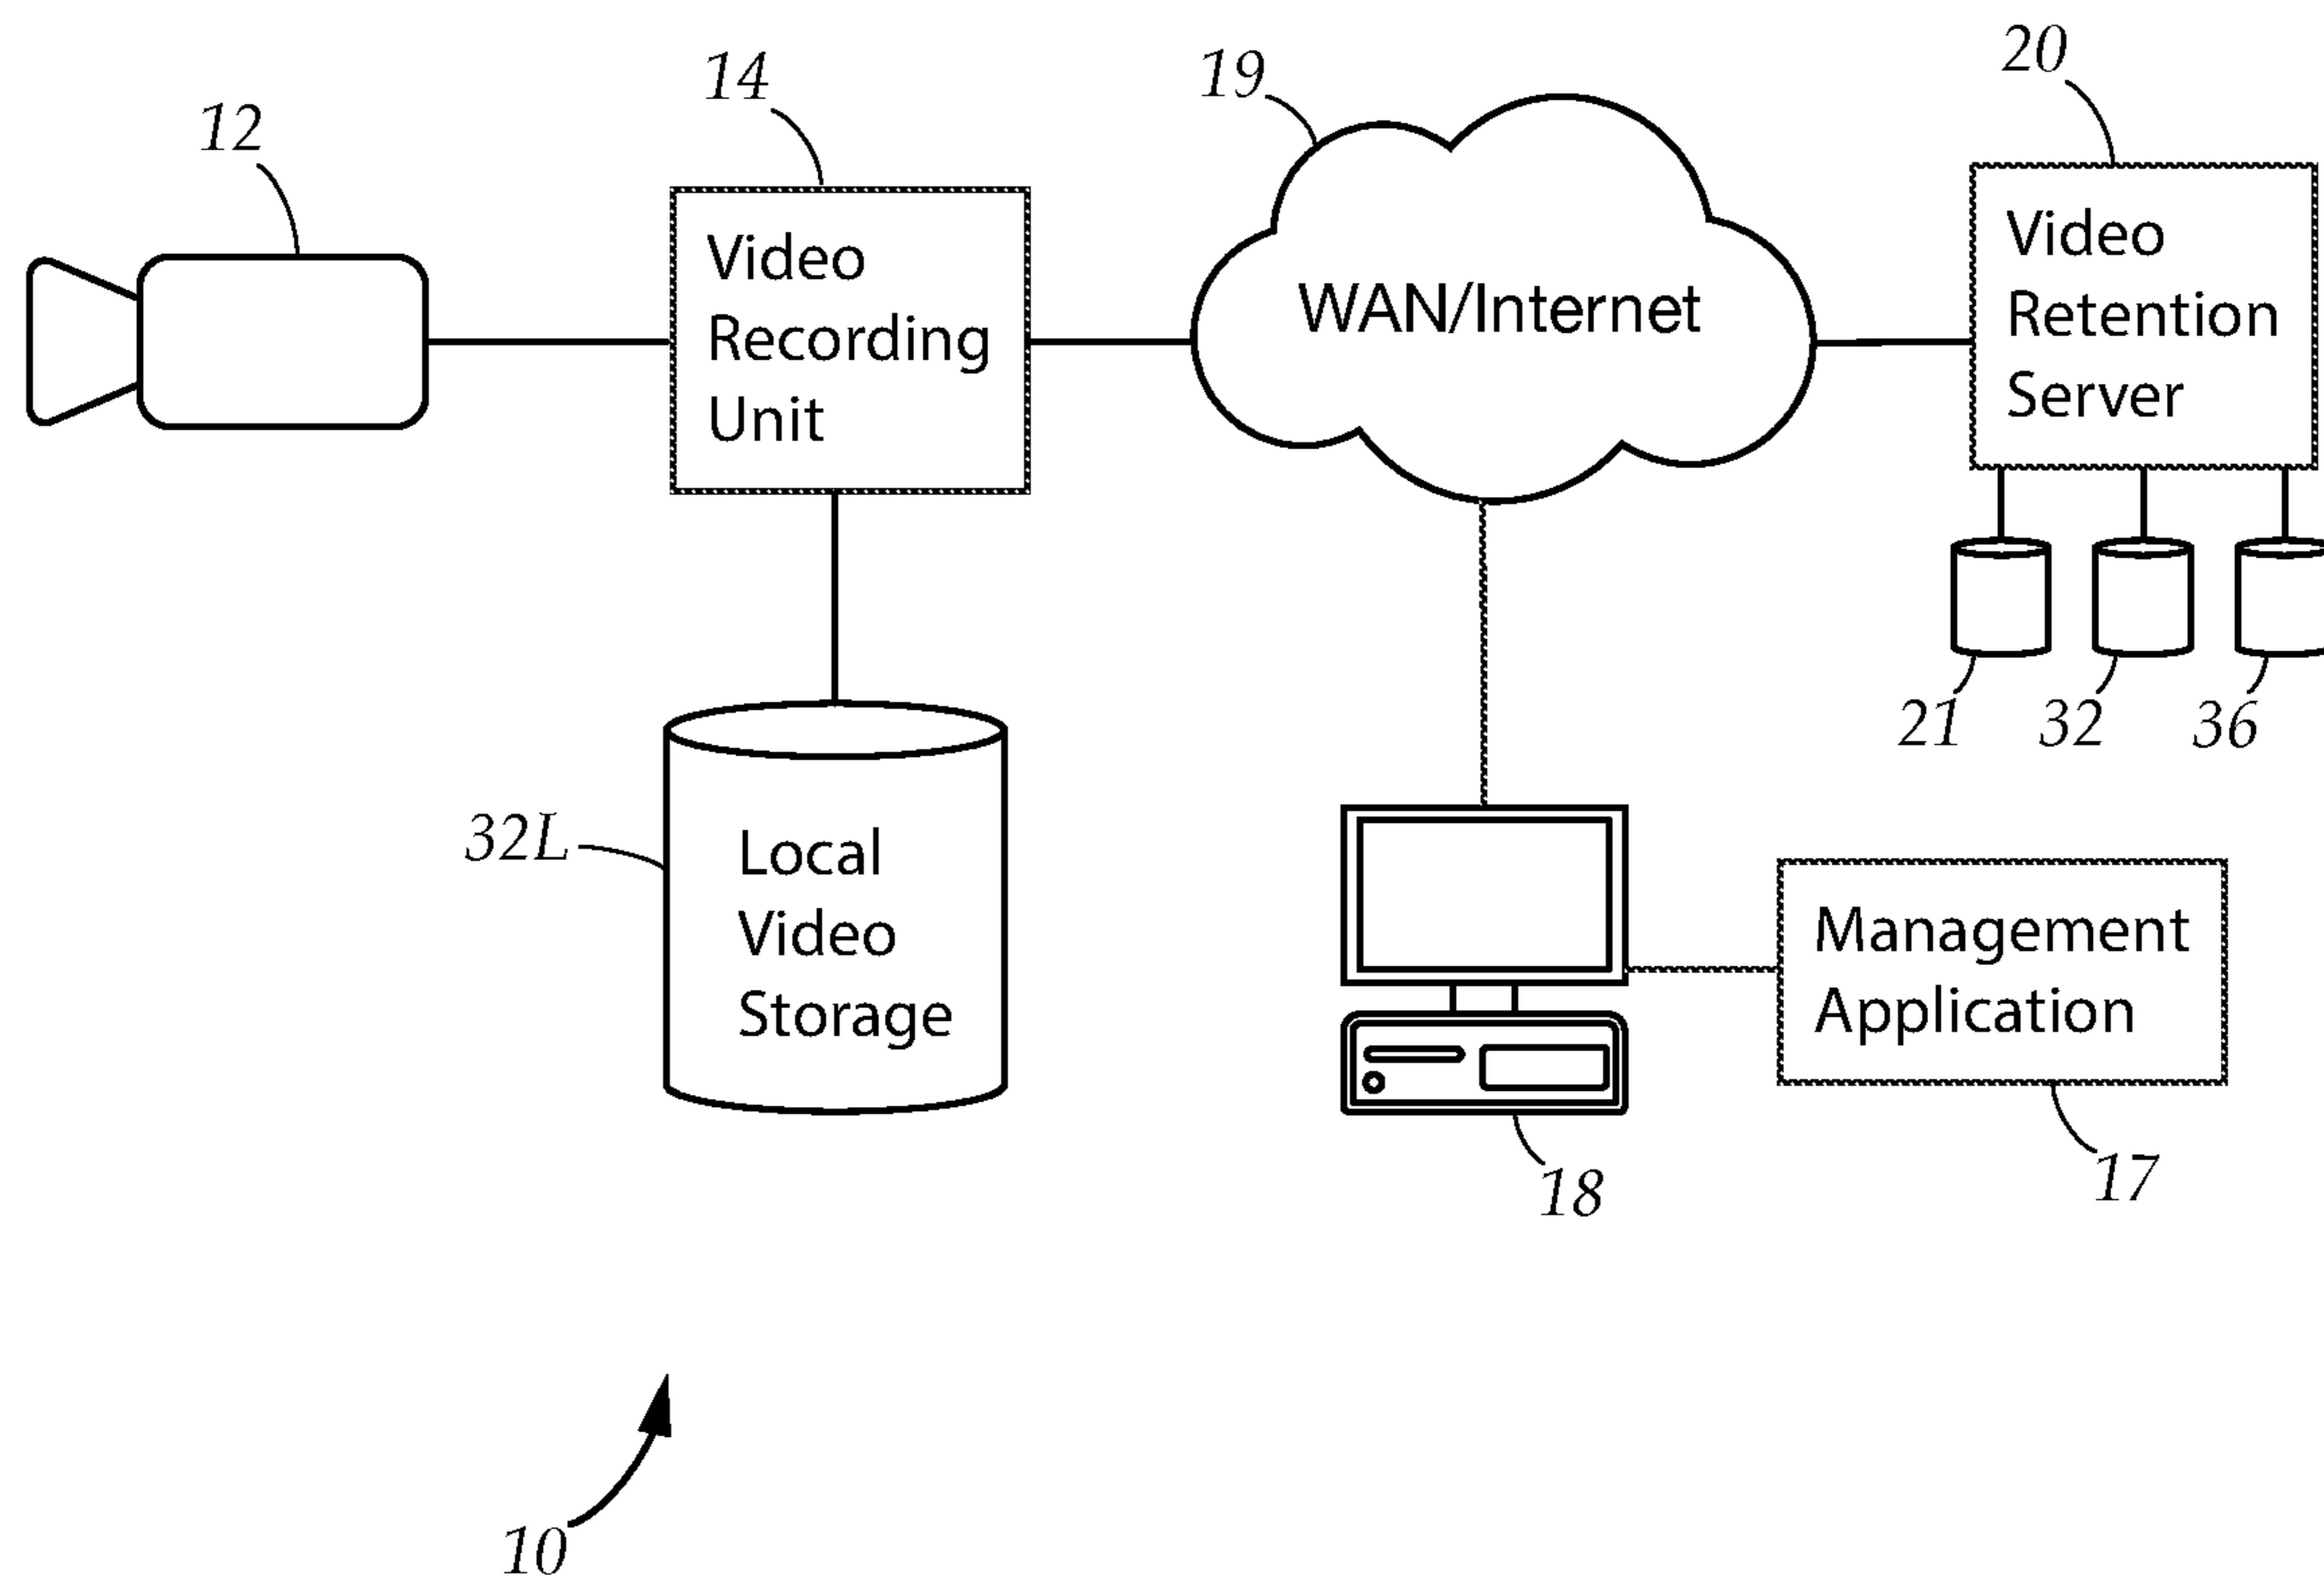 12
14
19
20
Video
Recording
Unit
WAN/Internet
Video
Retention
Server
21
32
36
32L
Local
Video
Storage
Management
Application
18
17
10